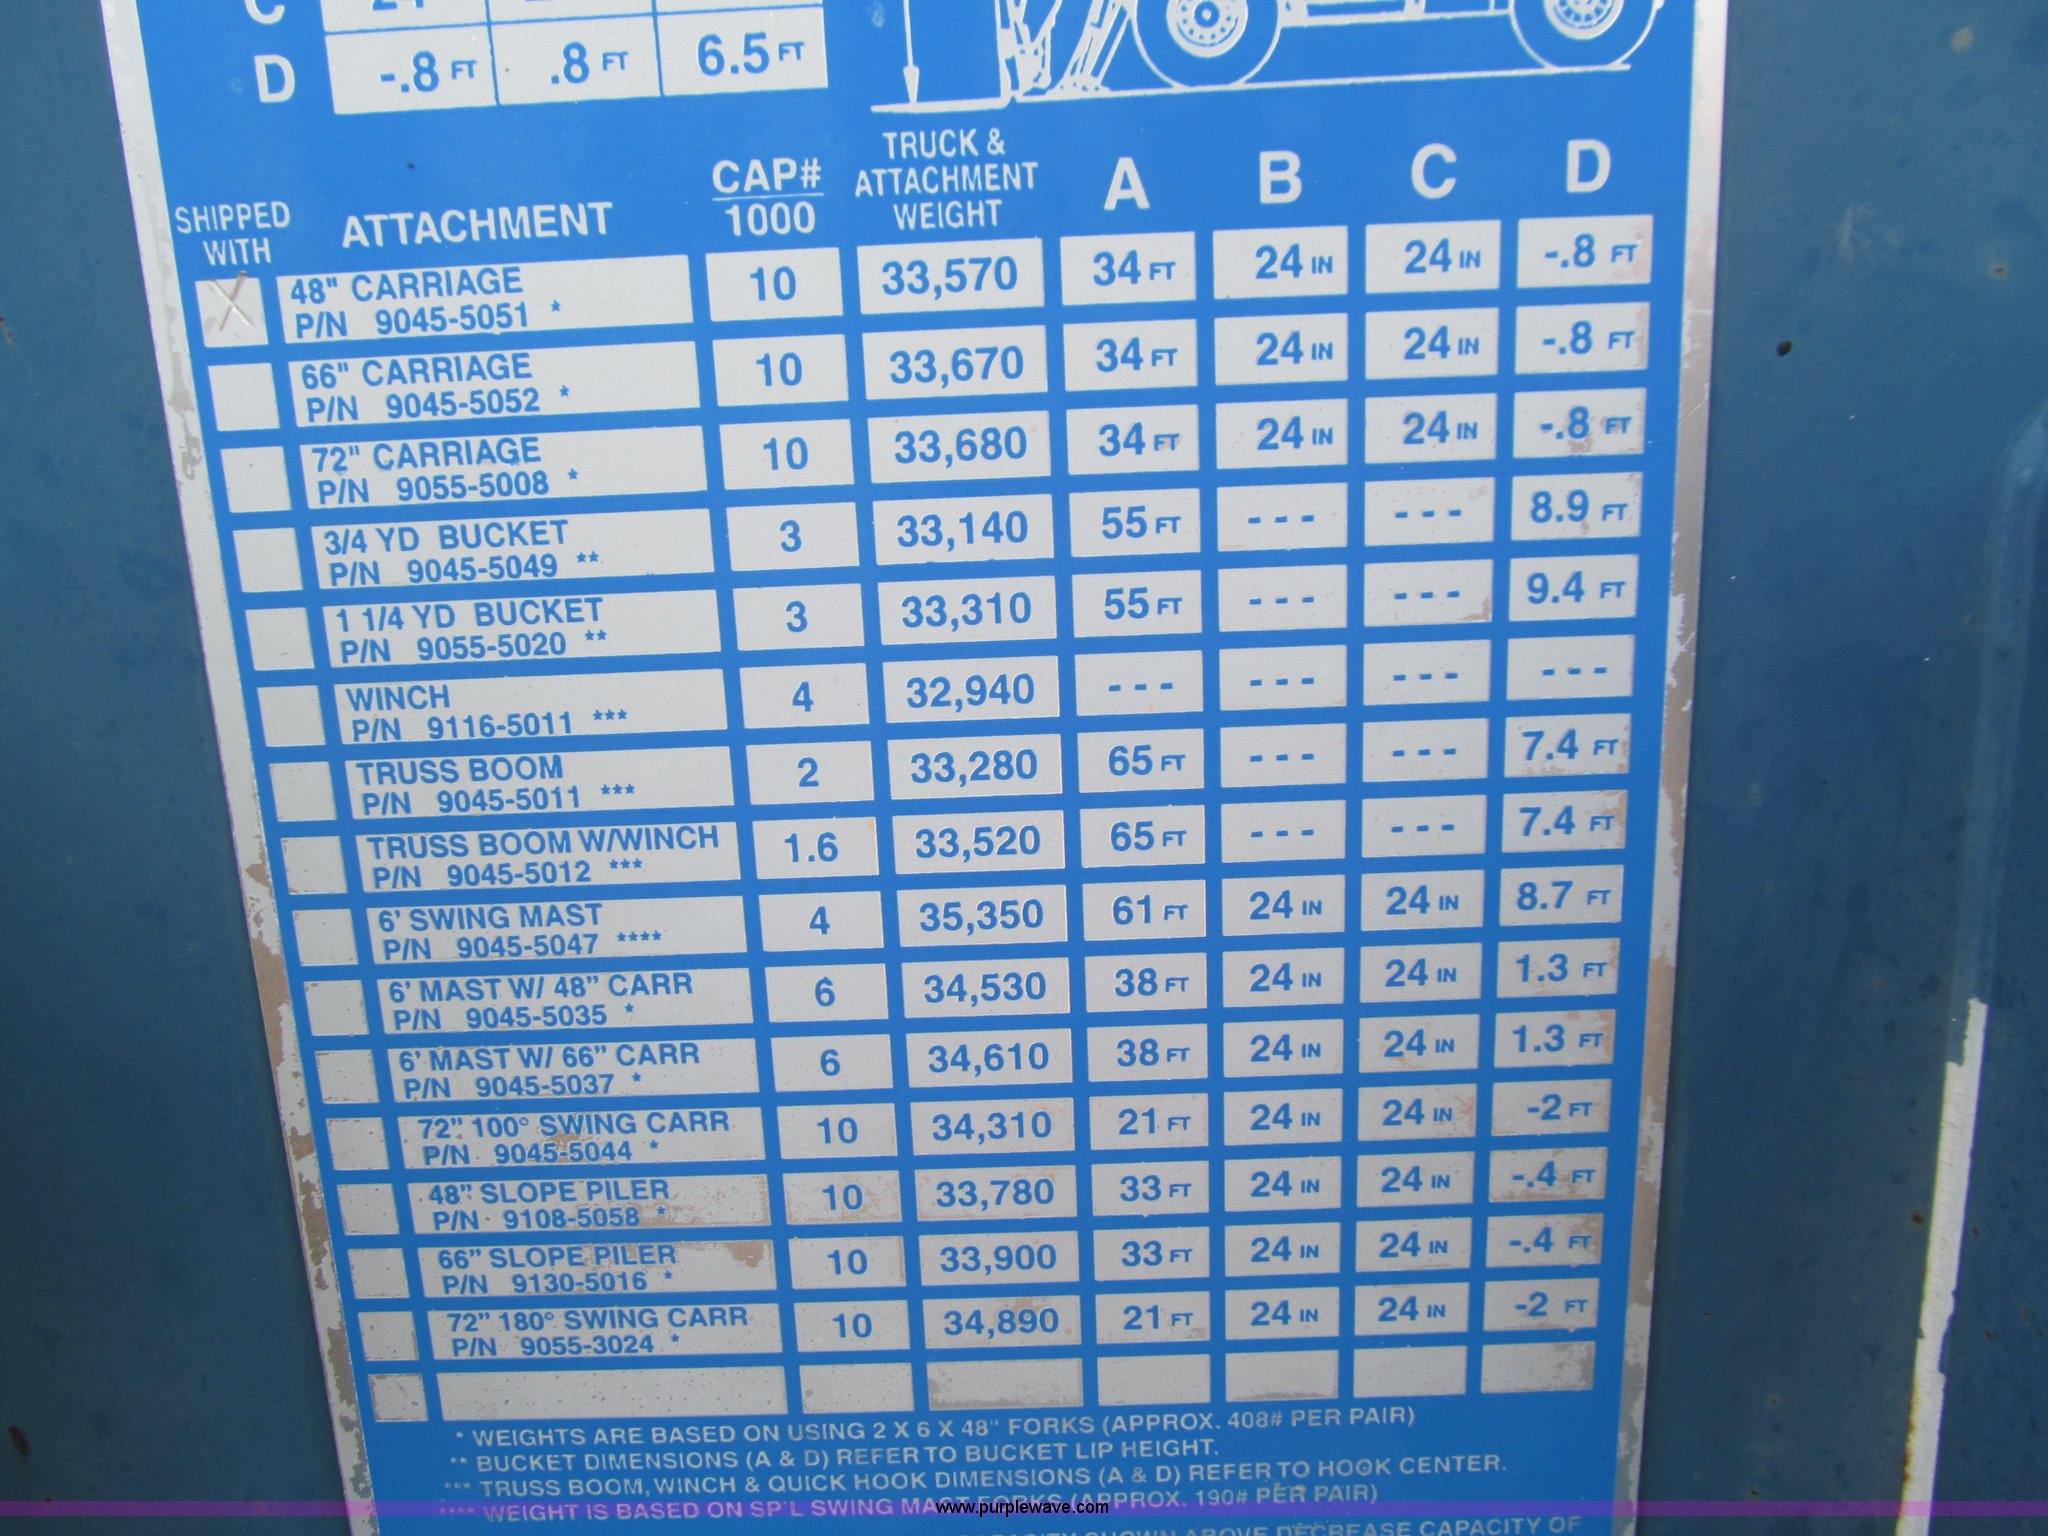 C
D -.8 FT .8 FT 6.5 FT
SHIPPED WITH ATTACHMENT CAP# 1000 TRUCK & ATTACHMENT WEIGHT A B C D
X 48" CARRIAGE 10 33,570 34 FT 24 IN 24 IN -.8 FT
P/N 9045-5051 *
66" CARRIAGE 10 33,670 34 FT 24 IN 24 IN -.8 FT
P/N 9045-5052 *
72" CARRIAGE 10 33,680 34 FT 24 IN 24 IN -.8 FT
P/N 9055-5008 *
3/4 YD BUCKET 3 33,140 55 FT --- --- 8.9 FT
P/N 9045-5049 **
1 1/4 YD BUCKET 3 33,310 55 FT --- --- 9.4 FT
P/N 9055-5020 **
WINCH 4 32,940 --- --- --- ---
P/N 9116-5011 ***
TRUSS BOOM 2 33,280 65 FT --- --- 7.4 FT
P/N 9045-5011 ***
TRUSS BOOM W/WINCH 1.6 33,520 65 FT --- --- 7.4 FT
P/N 9045-5012 ***
6' SWING MAST 4 35,350 61 FT 24 IN 24 IN 8.7 FT
P/N 9045-5047 ****
6' MAST W/ 48" CARR 6 34,530 38 FT 24 IN 24 IN 1.3 FT
P/N 9045-5035 *
6' MAST W/ 66" CARR 6 34,610 38 FT 24 IN 24 IN 1.3 FT
P/N 9045-5037 *
72" 100° SWING CARR 10 34,310 21 FT 24 IN 24 IN -2 FT
P/N 9045-5044 *
48" SLOPE PILER 10 33,780 33 FT 24 IN 24 IN -.4 FT
P/N 9108-5058 *
66" SLOPE PILER 10 33,900 33 FT 24 IN 24 IN -.4 FT
P/N 9130-5016 *
72" 180° SWING CARR 10 34,890 21 FT 24 IN 24 IN -2 FT
P/N 9055-3024 *
* WEIGHTS ARE BASED ON USING 2 X 6 X 48" FORKS (APPROX. 408# PER PAIR)
** BUCKET DIMENSIONS (A & D) REFER TO BUCKET LIP HEIGHT.
*** TRUSS BOOM, WINCH & QUICK HOOK DIMENSIONS (A & D) REFER TO HOOK CENTER.
**** WEIGHT IS BASED ON SP'L SWING MAST FORKS (APPROX. 190# PER PAIR)
www.purplewave.com
CAPACITY SHOWN ABOVE DECREASE CAPACITY OF